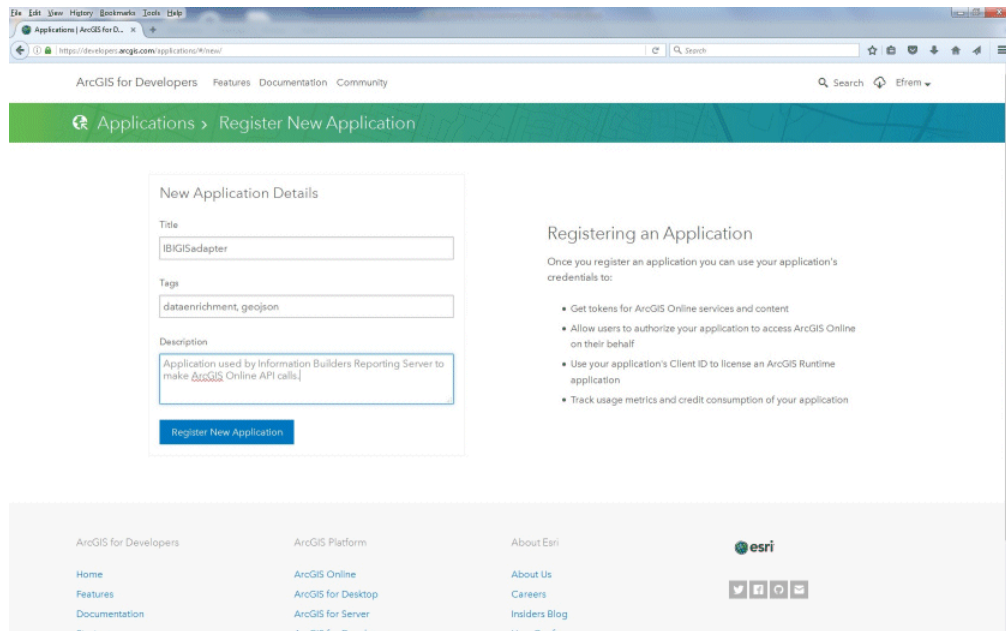 File Edit View History Bookmarks Tools Help
Applications | ArcGIS for D...
https://developers.arcgis.com/applications/#/new/
Search
ArcGIS for Developers Features Documentation Community Search Efrem
Applications › Register New Application
New Application Details
Title
IBIGISadapter
Tags
dataenrichment, geojson
Description
Application used by Information Builders Reporting Server to
make ArcGIS Online API calls.
Register New Application
Registering an Application
Once you register an application you can use your application's
credentials to:
Get tokens for ArcGIS Online services and content
Allow users to authorize your application to access ArcGIS Online
on their behalf
Use your application's Client ID to license an ArcGIS Runtime
application
Track usage metrics and credit consumption of your application
ArcGIS for Developers ArcGIS Platform About Esri esri
Home ArcGIS Online About Us
Features ArcGIS for Desktop Careers
Documentation ArcGIS for Server Insiders Blog